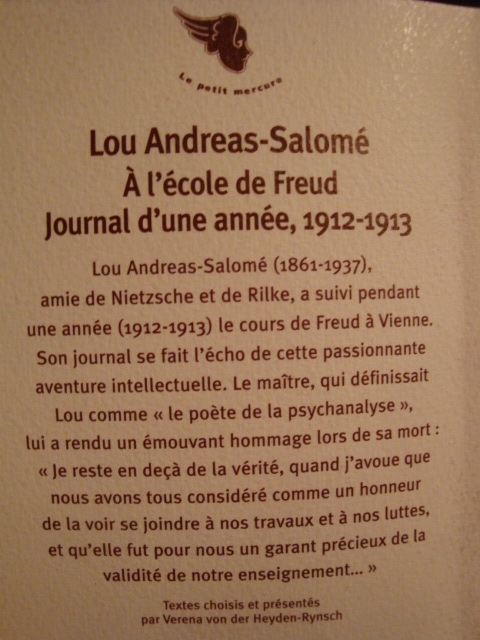 Le petit mercure
Lou Andreas-Salomé
À l'école de Freud
Journal d'une année, 1912-1913
Lou Andreas-Salomé (1861-1937),
amie de Nietzsche et de Rilke, a suivi pendant
une année (1912-1913) le cours de Freud à Vienne.
Son journal se fait l'écho de cette passionnante
aventure intellectuelle. Le maître, qui définissait
Lou comme « le poète de la psychanalyse »,
lui a rendu un émouvant hommage lors de sa mort :
« Je reste en deçà de la vérité, quand j'avoue que
nous avons tous considéré comme un honneur
de la voir se joindre à nos travaux et à nos luttes,
et qu'elle fut pour nous un garant précieux de la
validité de notre enseignement... »
Textes choisis et présentés
par Verena von der Heyden-Rynsch